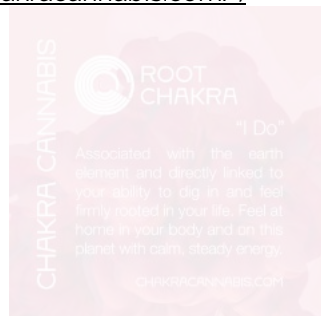 CHAKRA CANNABIS
ROOT
CHAKRA
"I Do"
Associated with the earth
element and directly linked to
your ability to dig in and feel
firmly rooted in your life. Feel at
home in your body and on this
planet with calm, steady energy.
CHAKRACANNABIS.COM